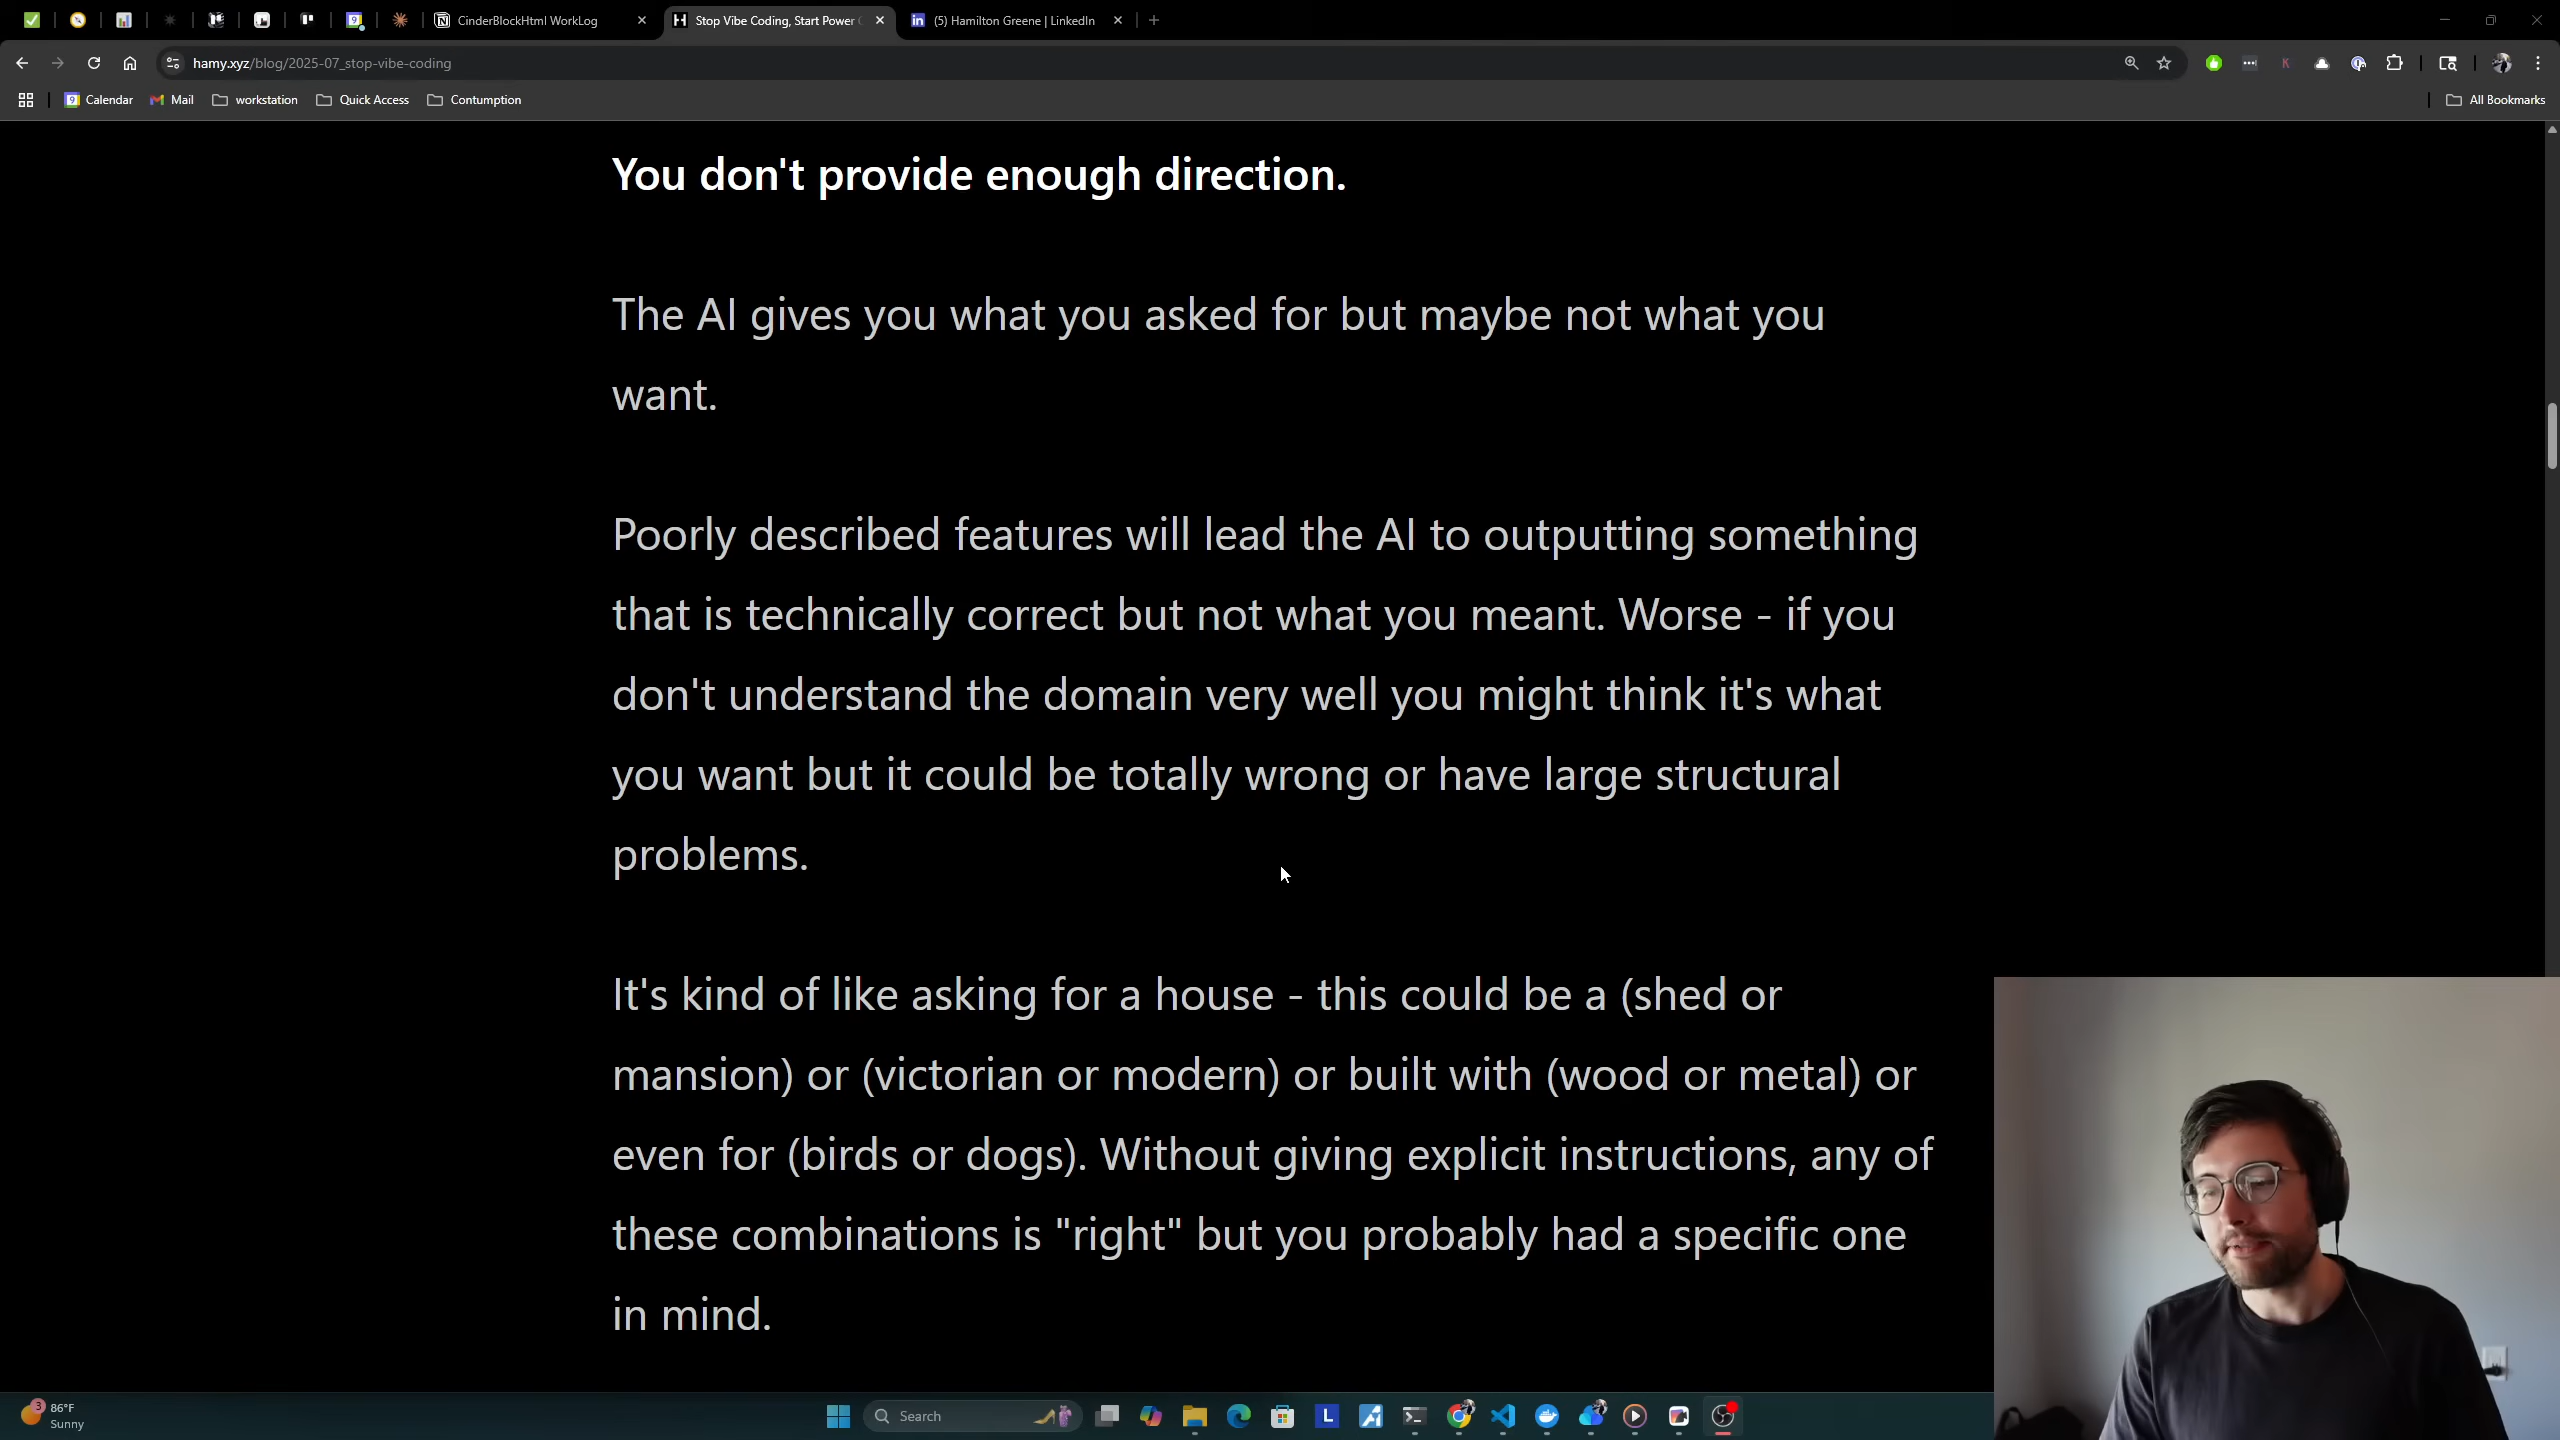 CinderBlockHtml WorkLog
Stop Vibe Coding, Start Power
(5) Hamilton Greene | LinkedIn
hamy.xyz/blog/2025-07_stop-vibe-coding
Calendar
Mail
workstation
Quick Access
Contumption
All Bookmarks
You don't provide enough direction.
The AI gives you what you asked for but maybe not what you
want.
Poorly described features will lead the AI to outputting something
that is technically correct but not what you meant. Worse - if you
don't understand the domain very well you might think it's what
you want but it could be totally wrong or have large structural
problems.
It's kind of like asking for a house - this could be a (shed or
mansion) or (victorian or modern) or built with (wood or metal) or
even for (birds or dogs). Without giving explicit instructions, any of
these combinations is "right" but you probably had a specific one
in mind.
3
86°F
Sunny
Search